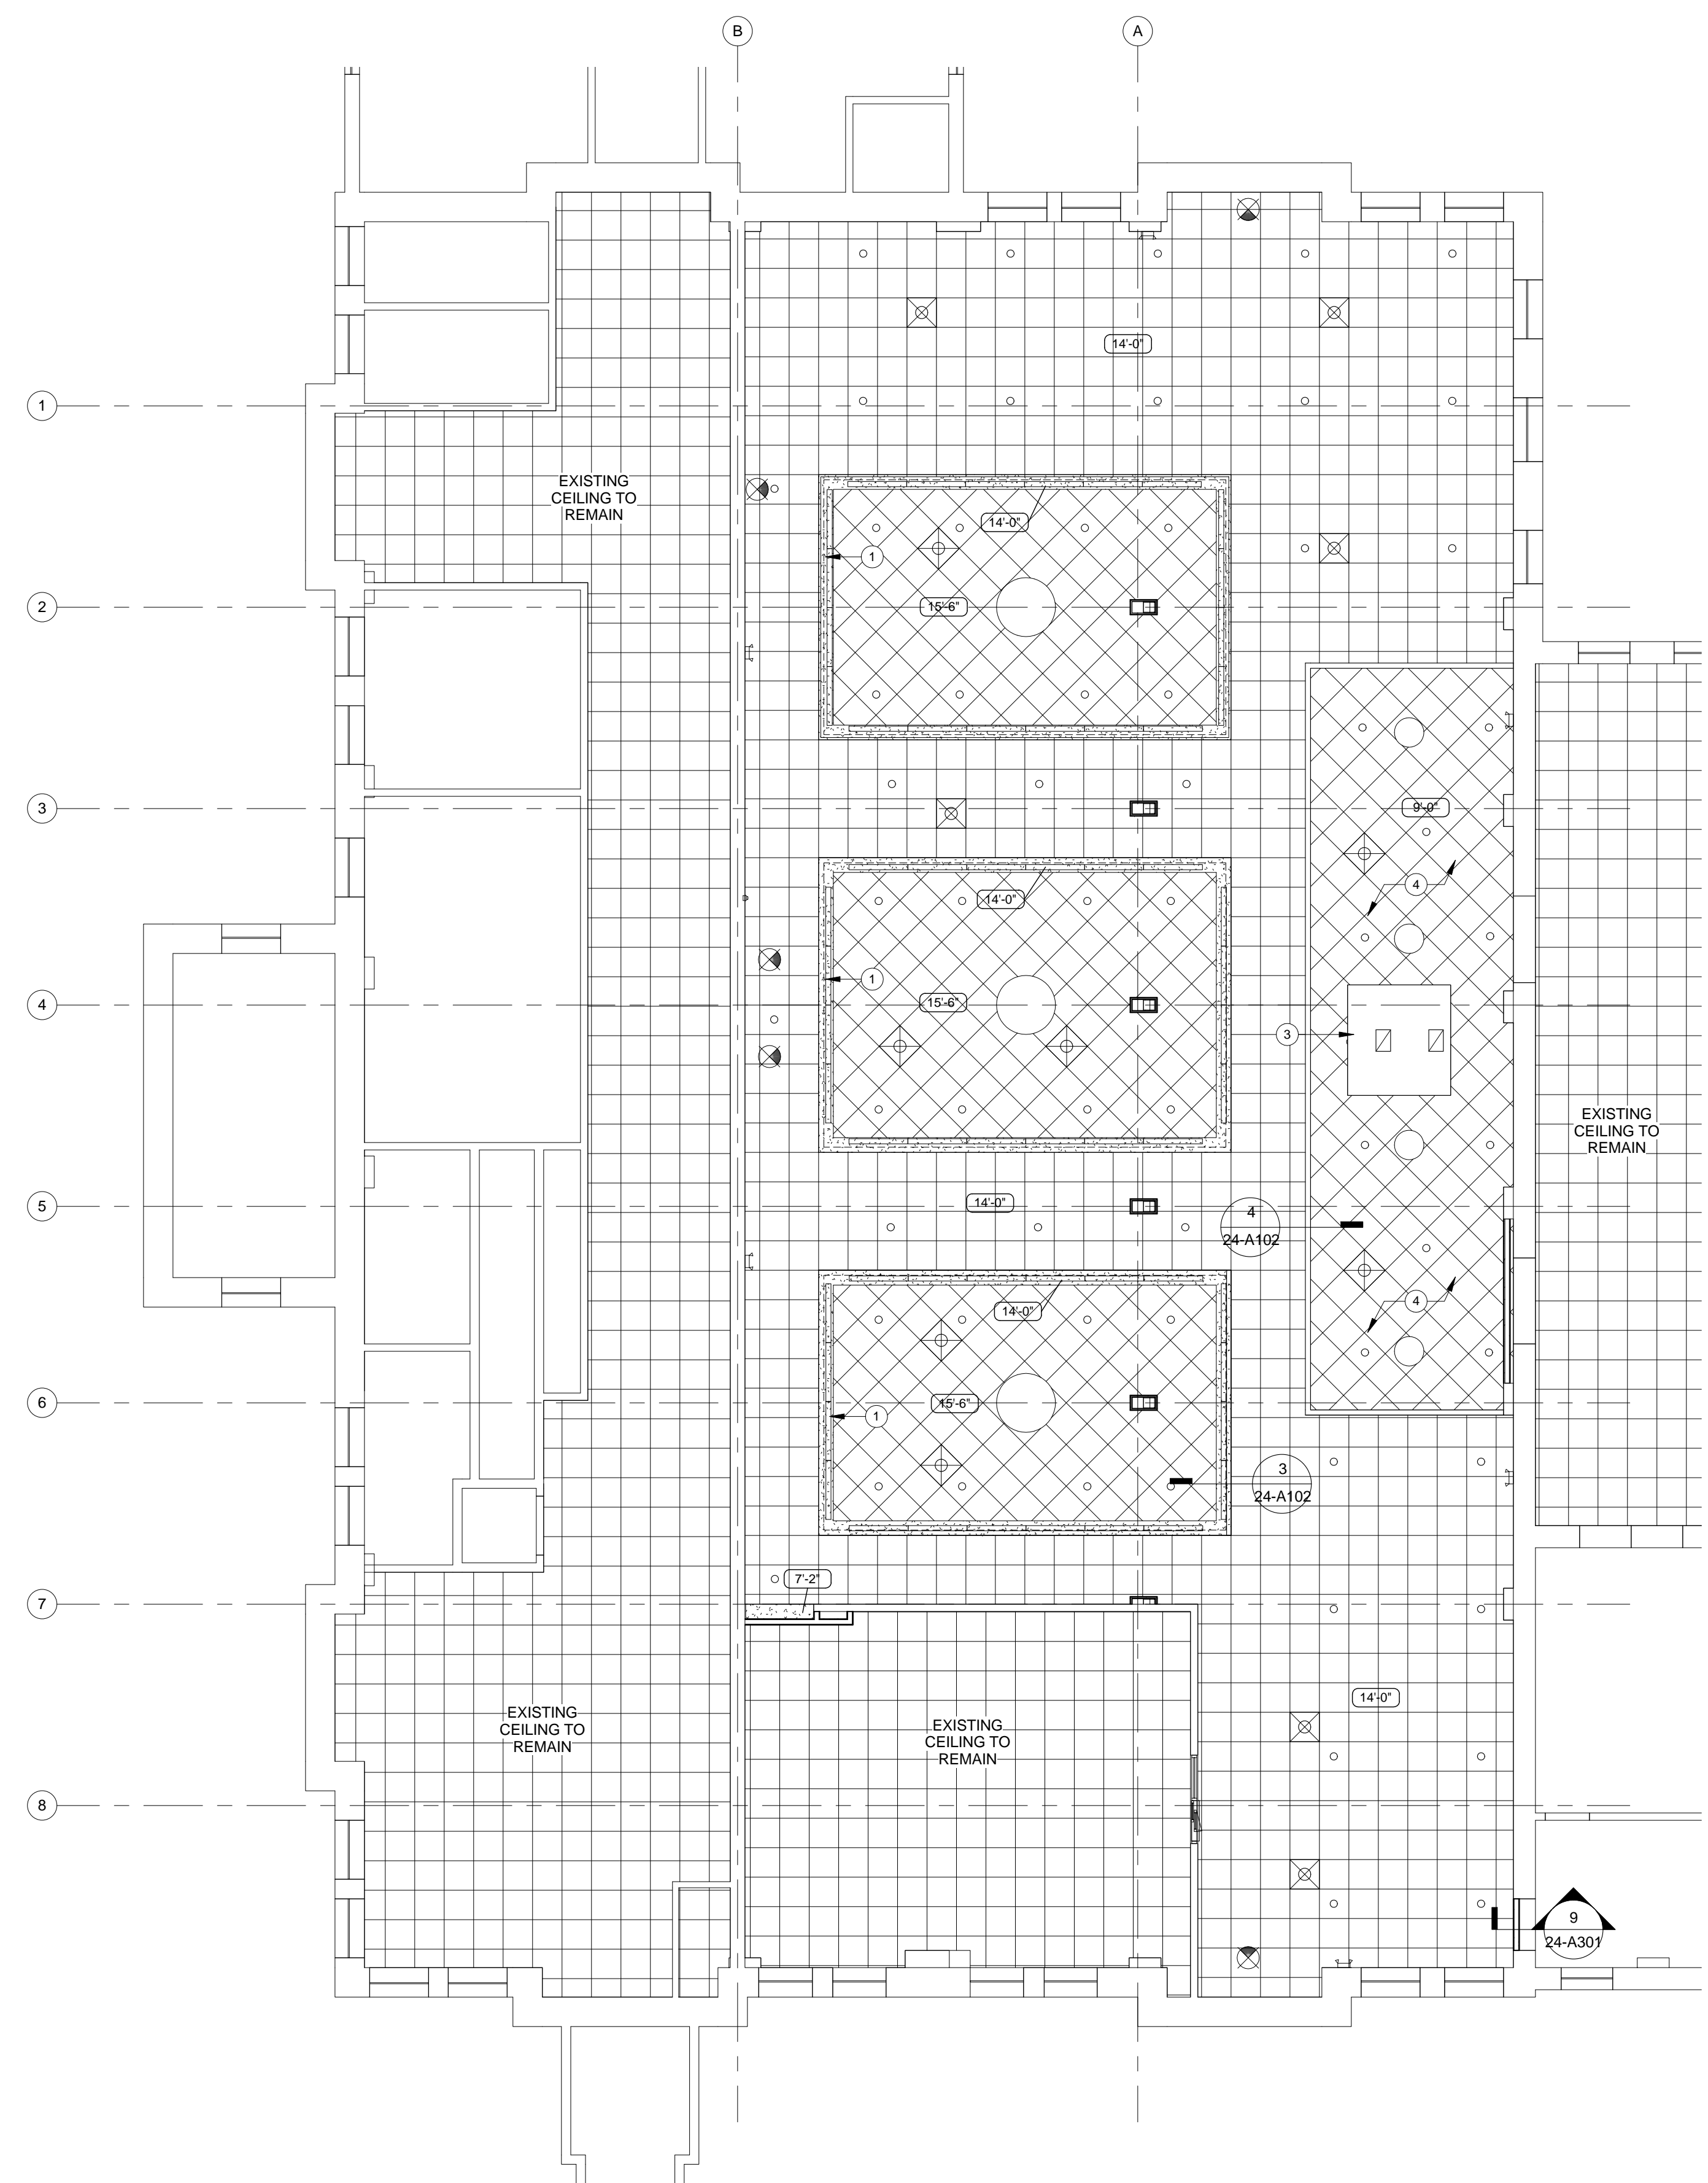 B
A
14'-0"
1
EXISTING
CEILING TO
REMAIN
14'-0"
1
2
15'-6"
3
9'-0"
4
14'-0"
1
4
15'-6"
3
EXISTING
CEILING TO
REMAIN
5
14'-0"
4
24-A102
14'-0"
4
6
15'-6"
1
3
24-A102
7'-2"
7
14'-0"
EXISTING
CEILING TO
REMAIN
EXISTING
CEILING TO
REMAIN
8
9
24-A301